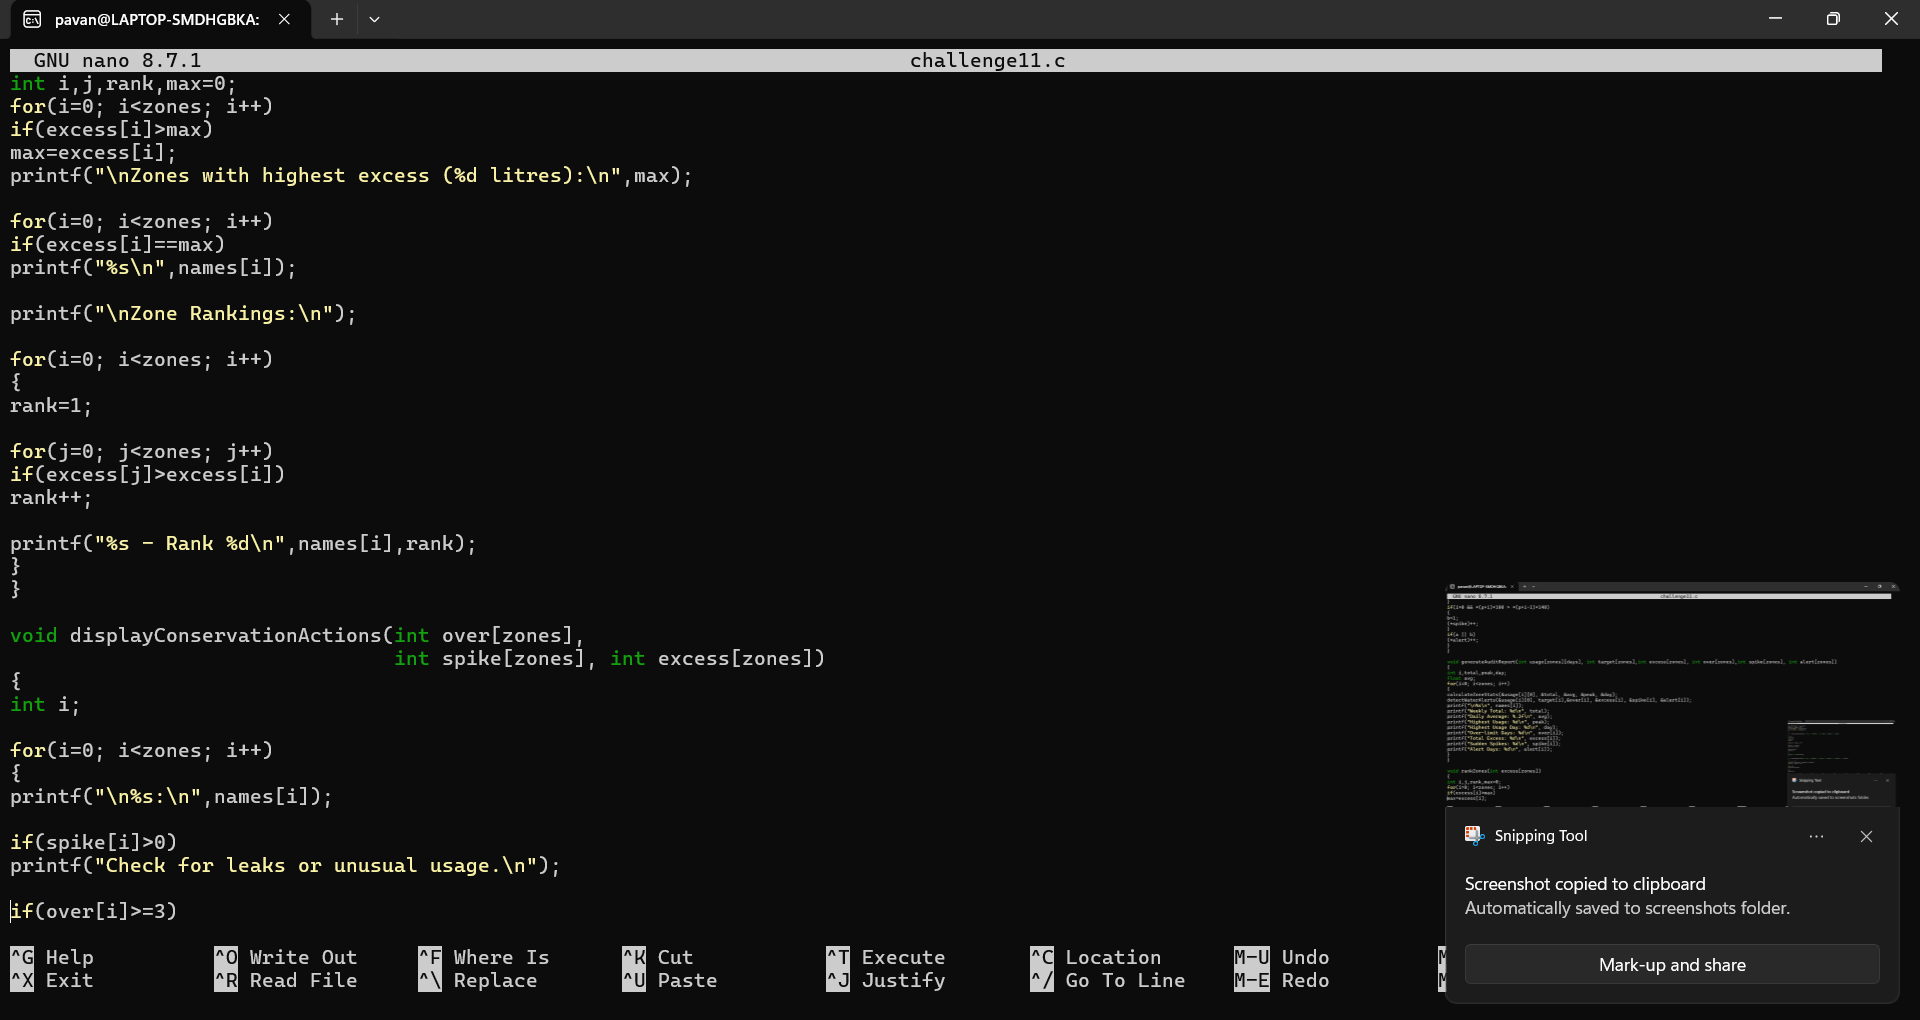 pavan@LAPTOP-SMDHGBKA:
GNU nano 8.7.1 challenge11.c
int i,j,rank,max=0;
for(i=0; i<zones; i++)
if(excess[i]>max)
max=excess[i];
printf("\nZones with highest excess (%d litres):\n",max);
for(i=0; i<zones; i++)
if(excess[i]==max)
printf("%s\n",names[i]);
printf("\nZone Rankings:\n");
for(i=0; i<zones; i++)
{
rank=1;
for(j=0; j<zones; j++)
if(excess[j]>excess[i])
rank++;
printf("%s - Rank %d\n",names[i],rank);
}
}
void displayConservationActions(int over[zones],
int spike[zones], int excess[zones])
{
int i;
for(i=0; i<zones; i++)
{
printf("\n%s:\n",names[i]);
if(spike[i]>0)
printf("Check for leaks or unusual usage.\n");
if(over[i]>=3)
^G Help ^O Write Out ^F Where Is ^K Cut ^T Execute ^C Location M-U Undo
^X Exit ^R Read File ^\ Replace ^U Paste ^J Justify ^/ Go To Line M-E Redo
Snipping Tool
Screenshot copied to clipboard
Automatically saved to screenshots folder.
Mark-up and share